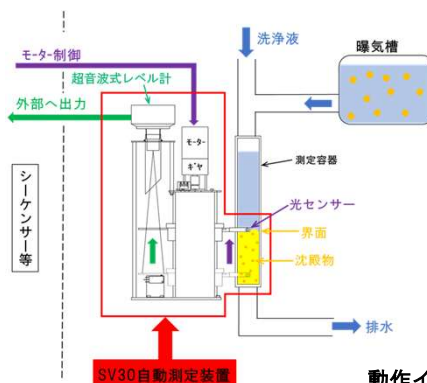 モーター制御
洗浄液
曝気槽
超音波式レベル計
外部へ出力
モーター
ギヤ
測定容器
シーケンサー等
光センサー
界面
沈殿物
排水
SV30自動測定装置
動作イ